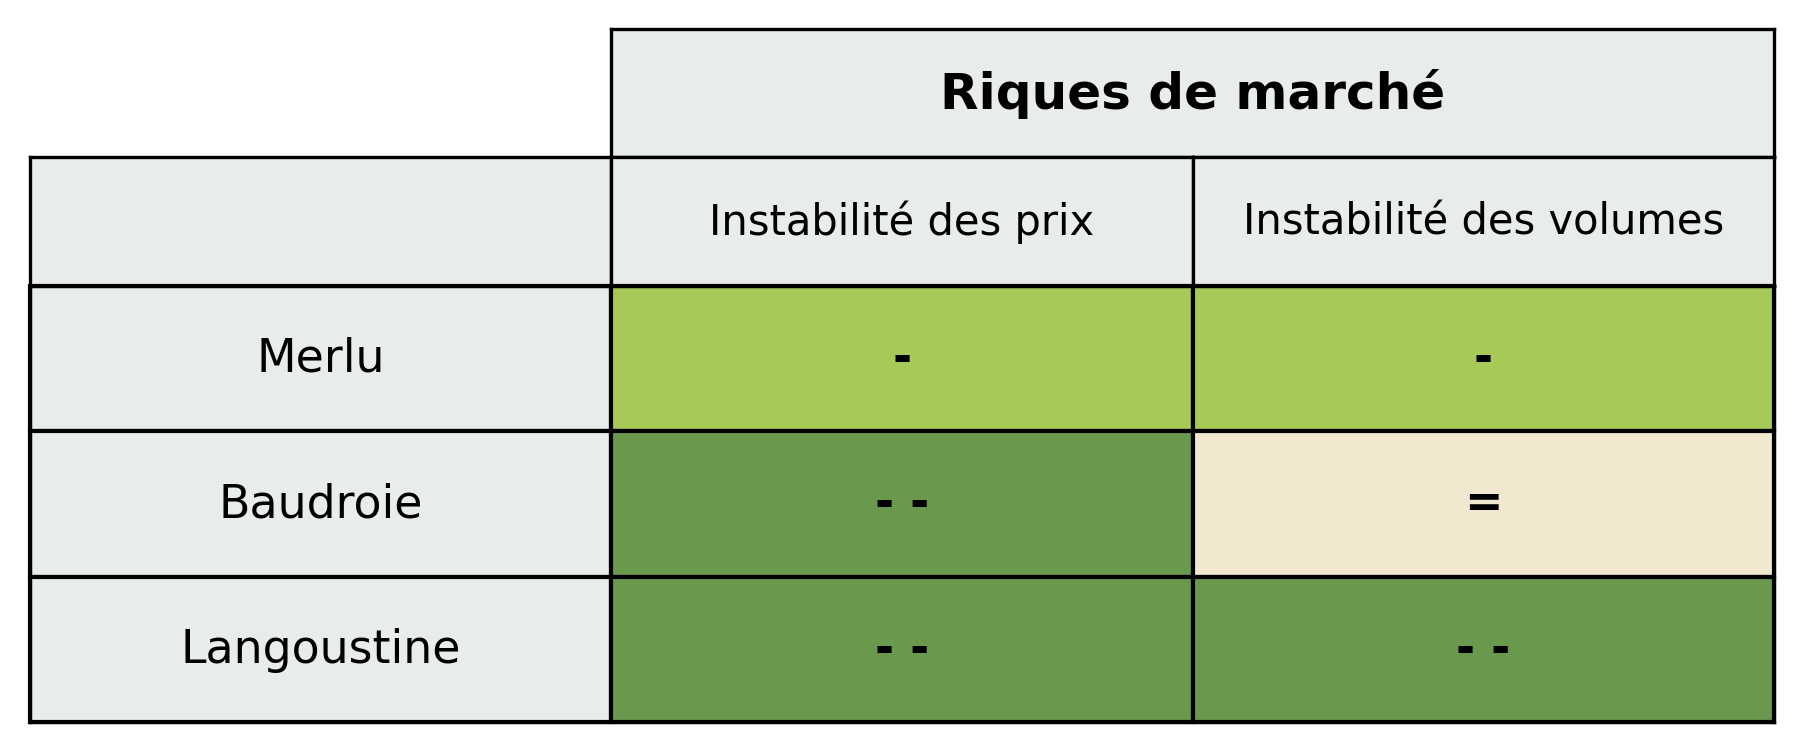 Riques de marché
Instabilité des prix Instabilité des volumes
Merlu - -
Baudroie - - =
Langoustine - - - -